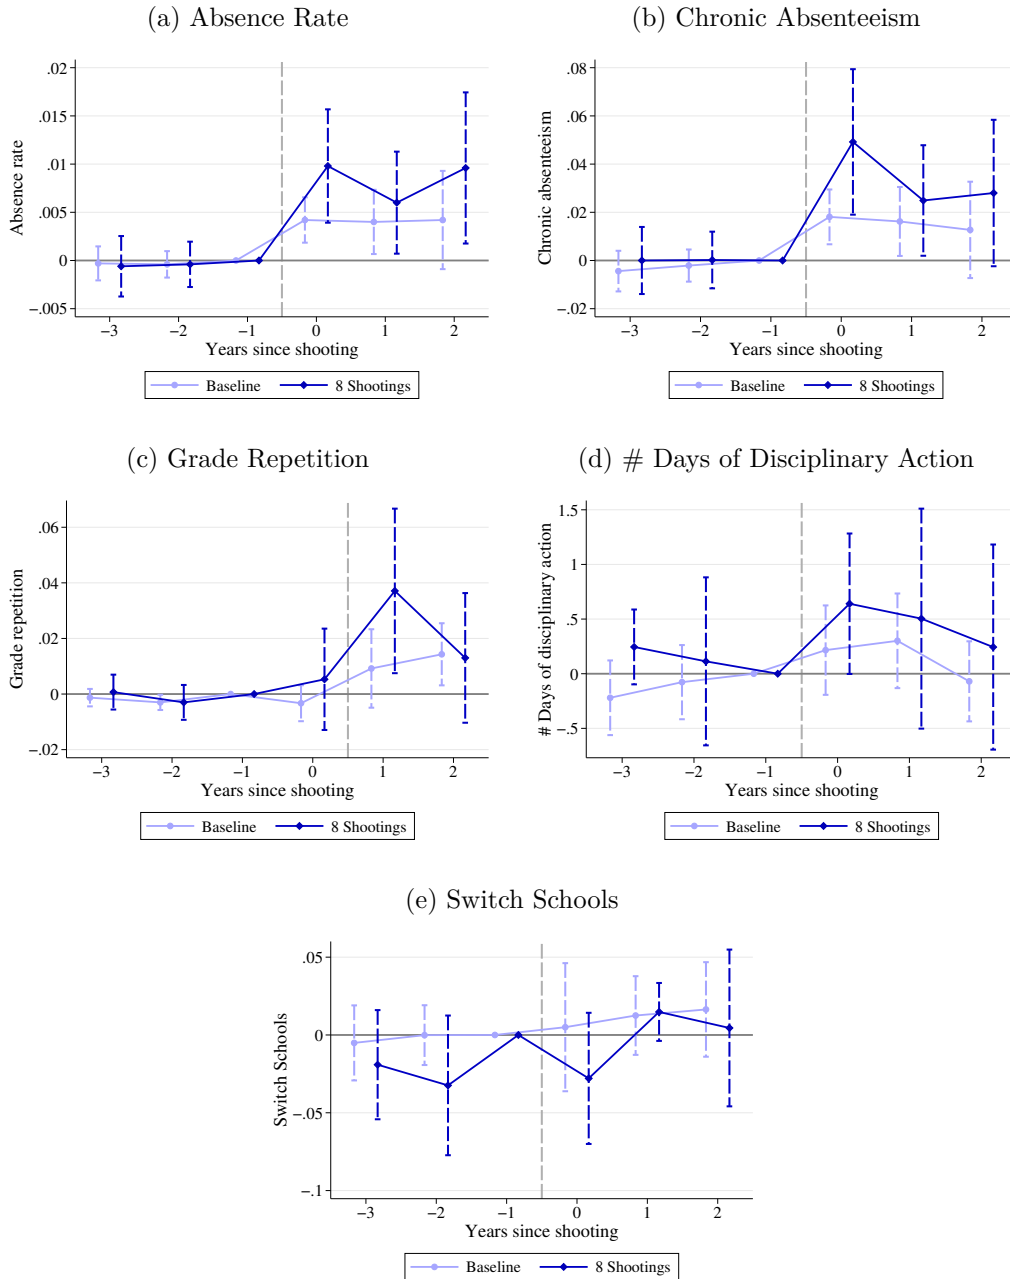 (a) Absence Rate
(b) Chronic Absenteeism
.02
.015
.01
.005
0
−.005
Absence rate
−3 −2 −1 0 1 2
Years since shooting
Baseline 8 Shootings
.08
.06
.04
.02
0
−.02
Chronic absenteeism
−3 −2 −1 0 1 2
Years since shooting
Baseline 8 Shootings
(c) Grade Repetition
(d) # Days of Disciplinary Action
.06
.04
.02
0
−.02
Grade repetition
−3 −2 −1 0 1 2
Years since shooting
Baseline 8 Shootings
1.5
1
.5
0
−.5
# Days of disciplinary action
−3 −2 −1 0 1 2
Years since shooting
Baseline 8 Shootings
(e) Switch Schools
.05
0
−.05
−.1
Switch Schools
−3 −2 −1 0 1 2
Years since shooting
Baseline 8 Shootings